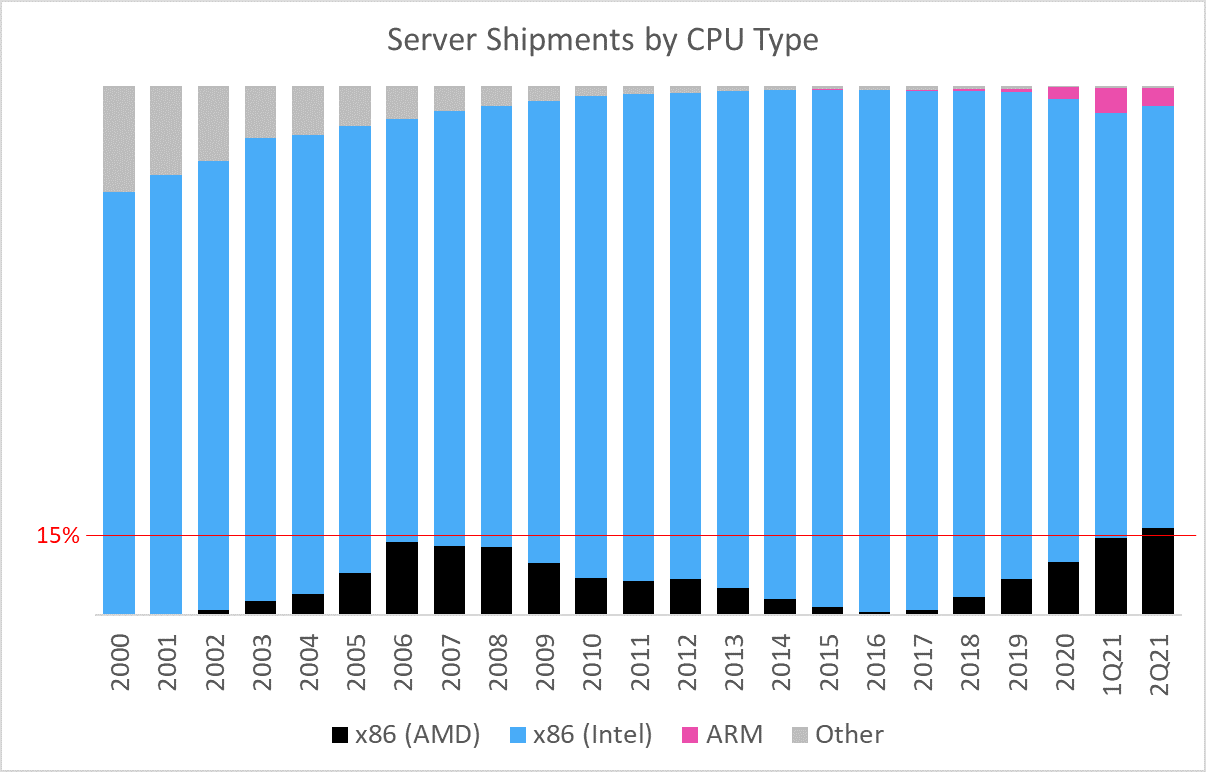 Server Shipments by CPU Type
15%
2000 2001 2002 2003 2004 2005 2006 2007 2008 2009 2010 2011 2012 2013 2014 2015 2016 2017 2018 2019 2020 1Q21 2Q21
x86 (AMD) x86 (Intel) ARM Other